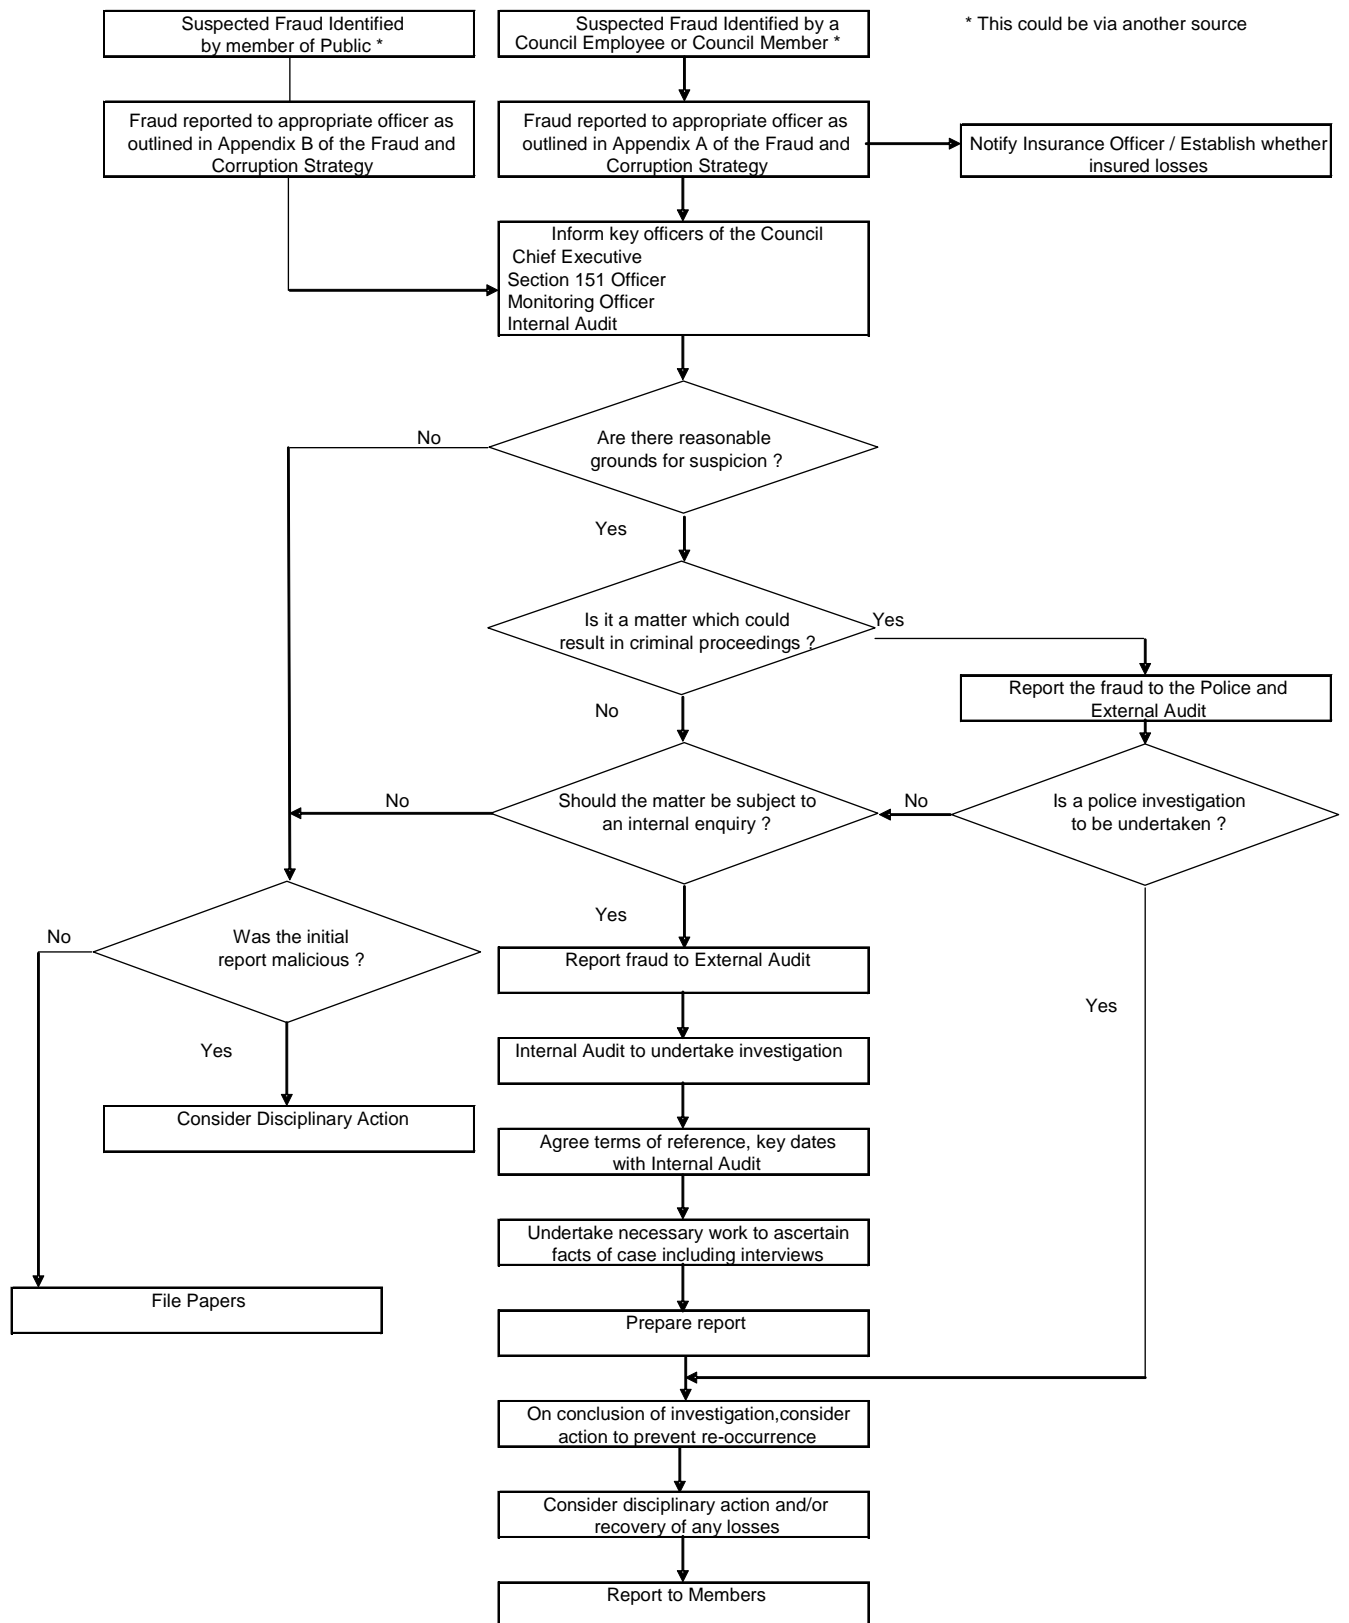 Suspected Fraud Identified
by member of Public *
Suspected Fraud Identified by a
Council Employee or Council Member *
* This could be via another source
Fraud reported to appropriate officer as
outlined in Appendix B of the Fraud and
Corruption Strategy
Fraud reported to appropriate officer as
outlined in Appendix A of the Fraud and
Corruption Strategy
Notify Insurance Officer / Establish whether
insured losses
Inform key officers of the Council
Chief Executive
Section 151 Officer
Monitoring Officer
Internal Audit
No
Are there reasonable
grounds for suspicion ?
Yes
Is it a matter which could
result in criminal proceedings ?
Yes
Report the fraud to the Police and
External Audit
No
No
Should the matter be subject to
an internal enquiry ?
No
Is a police investigation
to be undertaken ?
No
Was the initial
report malicious ?
Yes
Report fraud to External Audit
Yes
Yes
Internal Audit to undertake investigation
Consider Disciplinary Action
Agree terms of reference, key dates
with Internal Audit
Undertake necessary work to ascertain
facts of case including interviews
File Papers
Prepare report
On conclusion of investigation,consider
action to prevent re-occurrence
Consider disciplinary action and/or
recovery of any losses
Report to Members